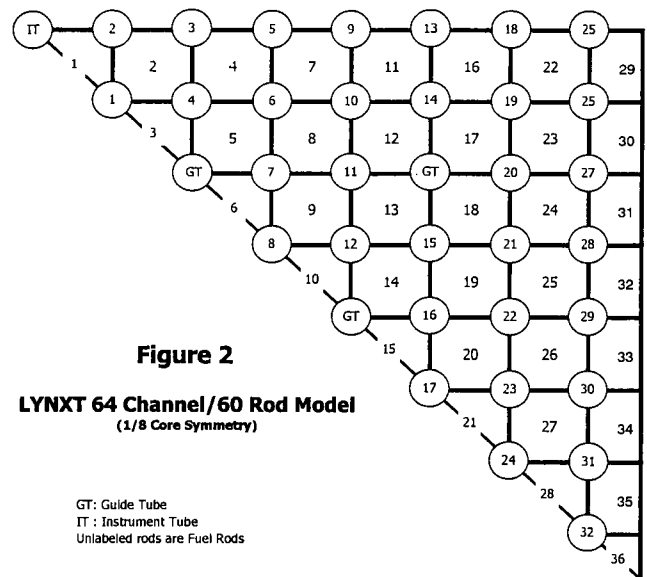 IT 2 3 5 9 13 18 25
1 2 4 7 11 16 22 29
1 4 6 10 14 19 25
3 5 8 12 17 23 30
GT 7 11 GT 20 27
6 9 13 18 24 31
8 12 15 21 28
10 14 19 25 32
GT 16 22 29
Figure 2
15 20 26 33
17 23 30
LYNXT 64 Channel/60 Rod Model
(1/8 Core Symmetry)
21 27 34
24 31
28 35
GT: Guide Tube
IT : Instrument Tube
32
Unlabeled rods are Fuel Rods
36